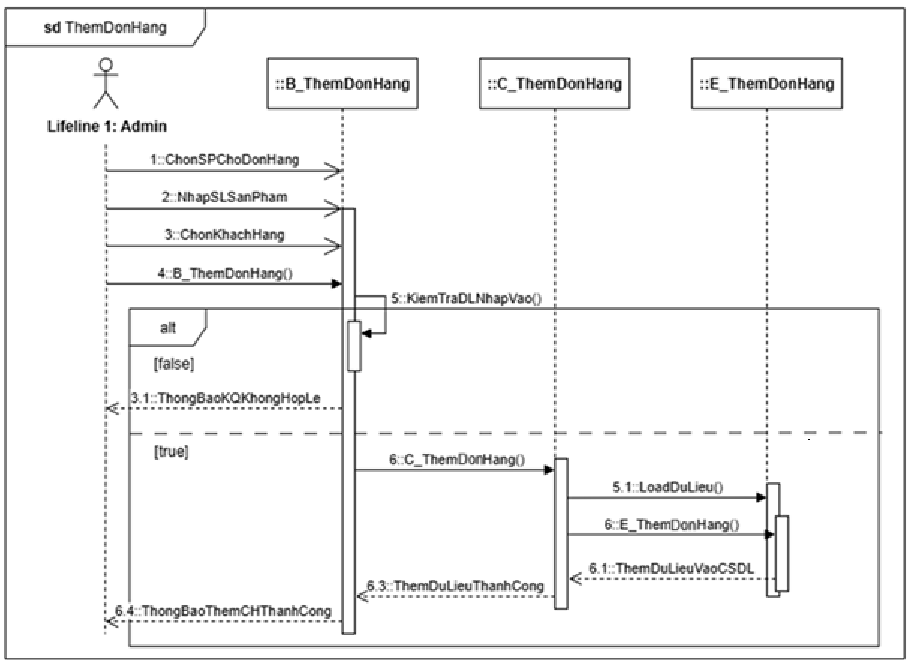 sd ThemDonHang
::B_ThemDonHang
::C_ThemDonHang
::E_ThemDonHang
Lifeline 1: Admin
1::ChonSPChoDonHang
2::NhapSLSanPham
3::ChonKhachHang
4::B_ThemDonHang()
5::KiemTraDLNhapVao()
alt
[false]
3.1::ThongBaoKQKhongHopLe
[true]
6::C_ThemDonHang()
5.1::LoadDuLieu()
6::E_ThemDonHang()
6.1::ThemDuLieuVaoCSDL
6.3::ThemDuLieuThanhCong
6.4::ThongBaoThemCHThanhCong